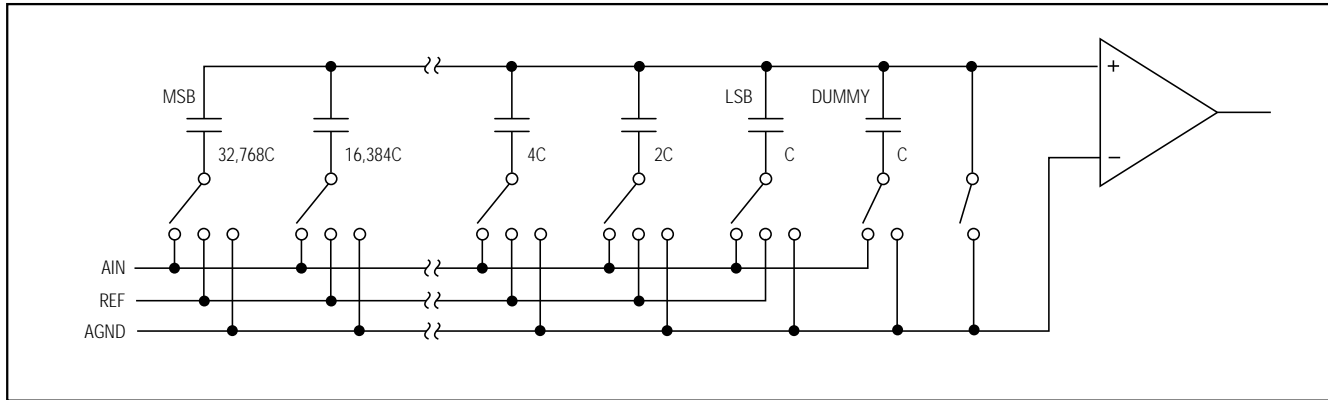 MSB
LSB
DUMMY
32,768C
16,384C
4C
2C
C
C
AIN
REF
AGND
+
−